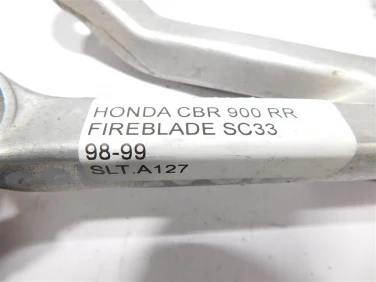 HONDA CBR 900 RR
FIREBLADE SC33
98-99
SLT.A127